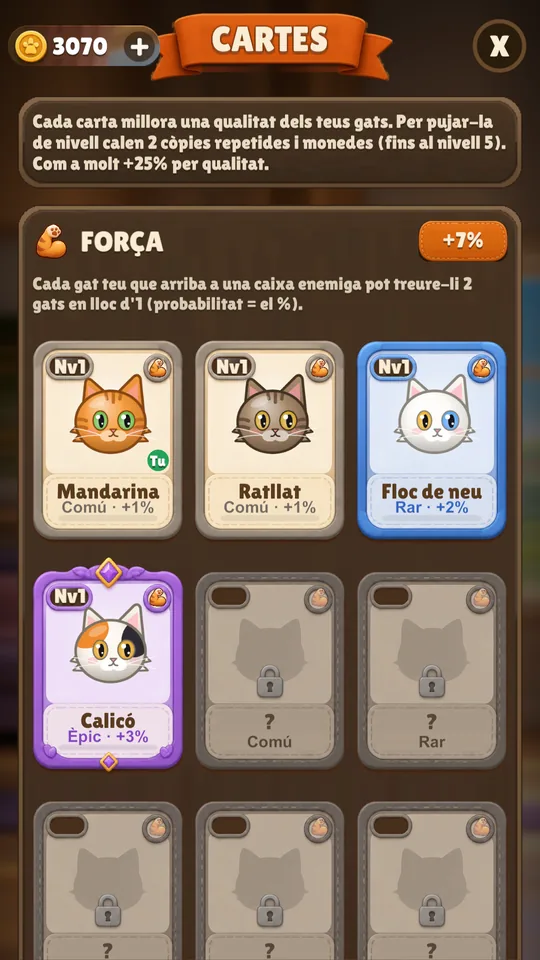 3070 +
CARTES
X
Cada carta millora una qualitat dels teus gats. Per pujar-la
de nivell calen 2 còpies repetides i monedes (fins al nivell 5).
Com a molt +25% per qualitat.
FORÇA
+7%
Cada gat teu que arriba a una caixa enemiga pot treure-li 2
gats en lloc d'1 (probabilitat = el %).
Nv1
Tu
Mandarina
Comú · +1%
Nv1
Ratllat
Comú · +1%
Nv1
Floc de neu
Rar · +2%
Nv1
Calicó
Èpic · +3%
?
Comú
?
Rar
?
?
?